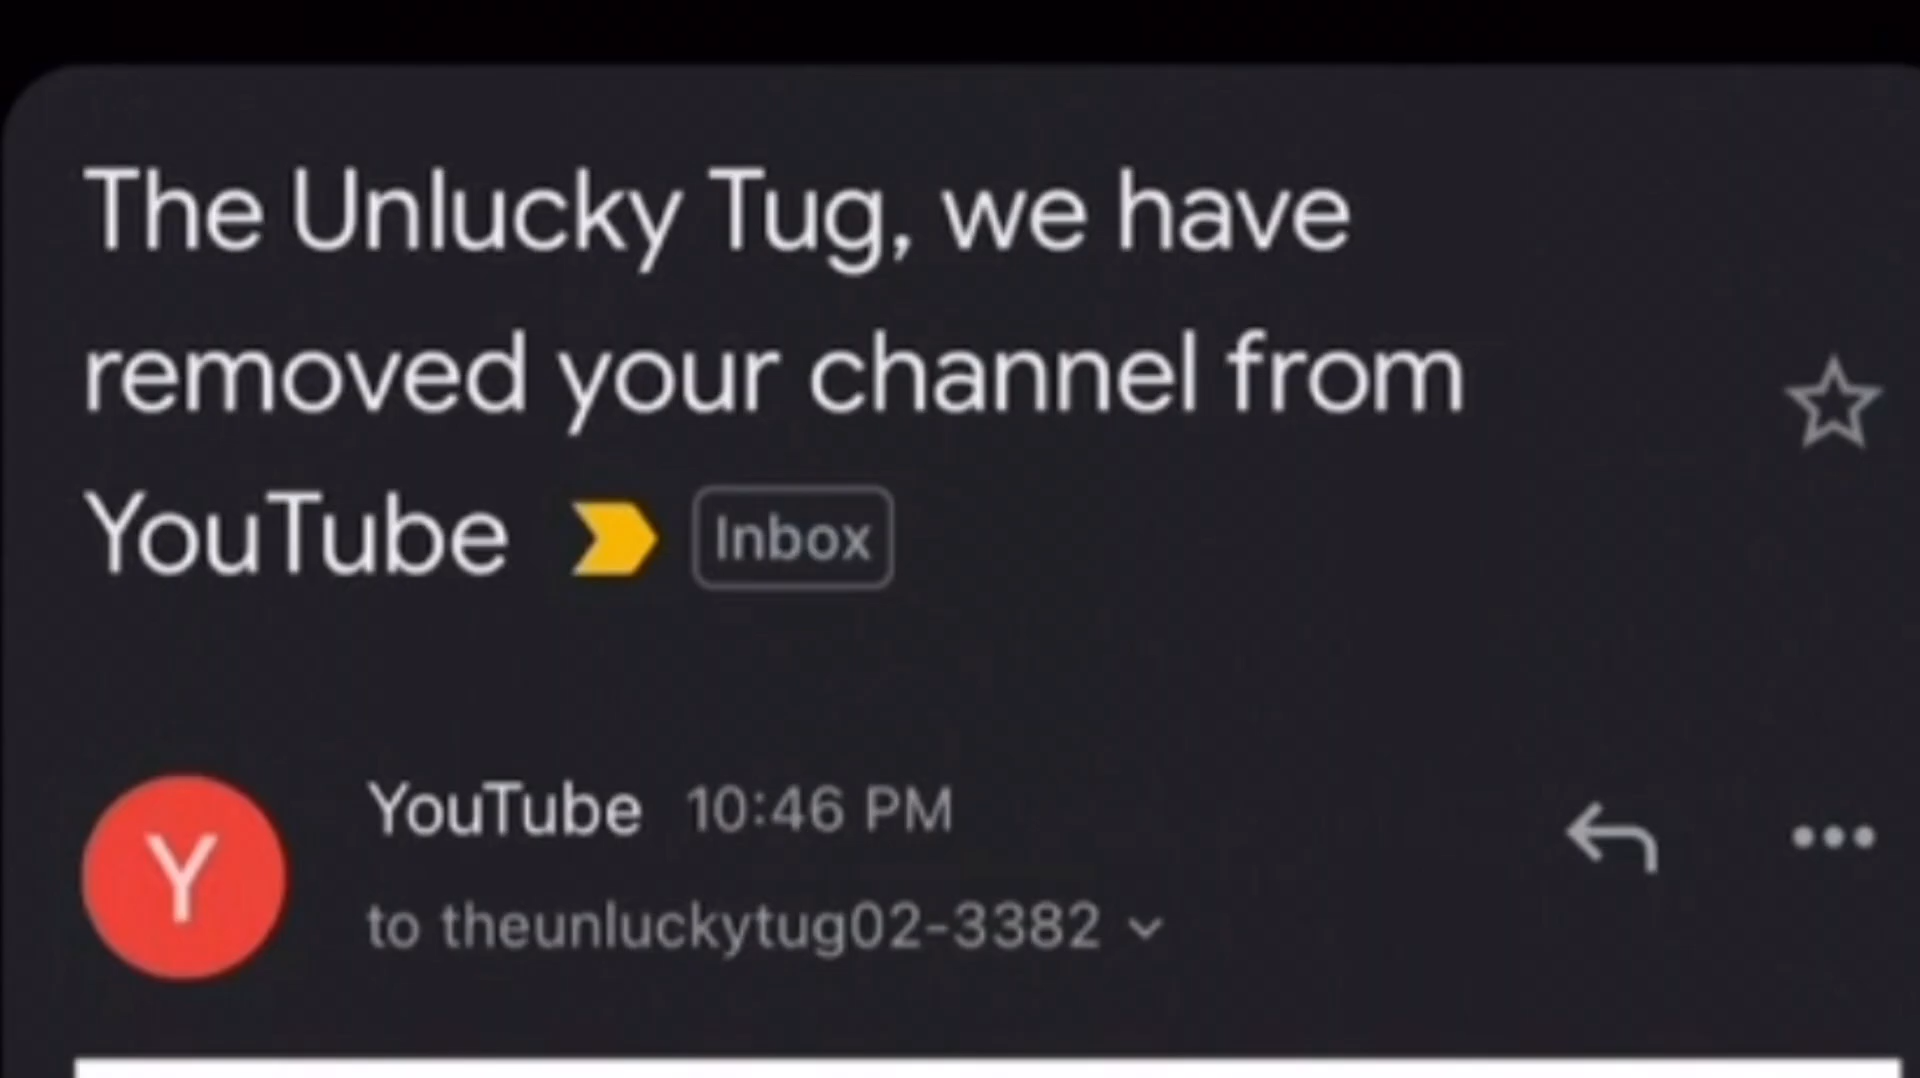 The Unlucky Tug, we have
removed your channel from
YouTube Inbox
Y
YouTube 10:46 PM
to theunluckytug02-3382